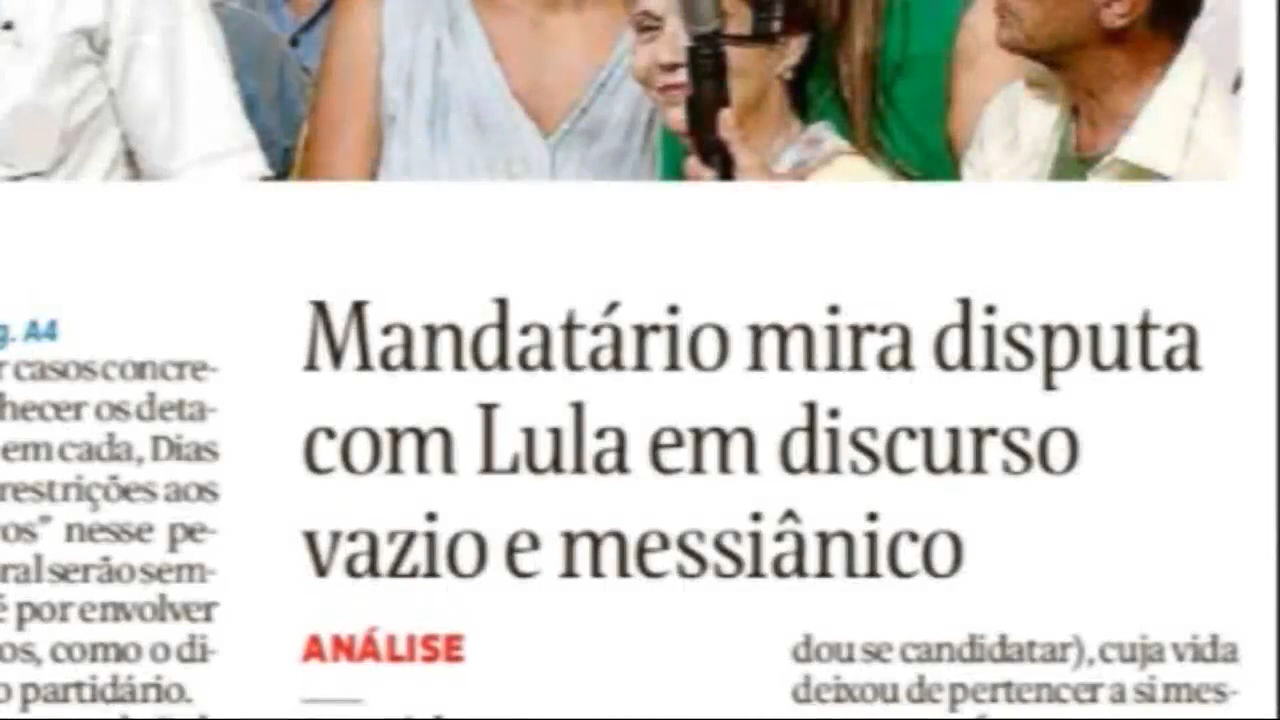 g. A4
r casos concre-
hecer os deta-
em cada, Dias
restrições aos
os” nesse pe-
ral serão sem-
é por envolver
os, como o di-
o partidário.
Mandatário mira disputa
com Lula em discurso
vazio e messiânico
ANÁLISE
dou se candidatar), cuja vida
deixou de pertencer a si mes-